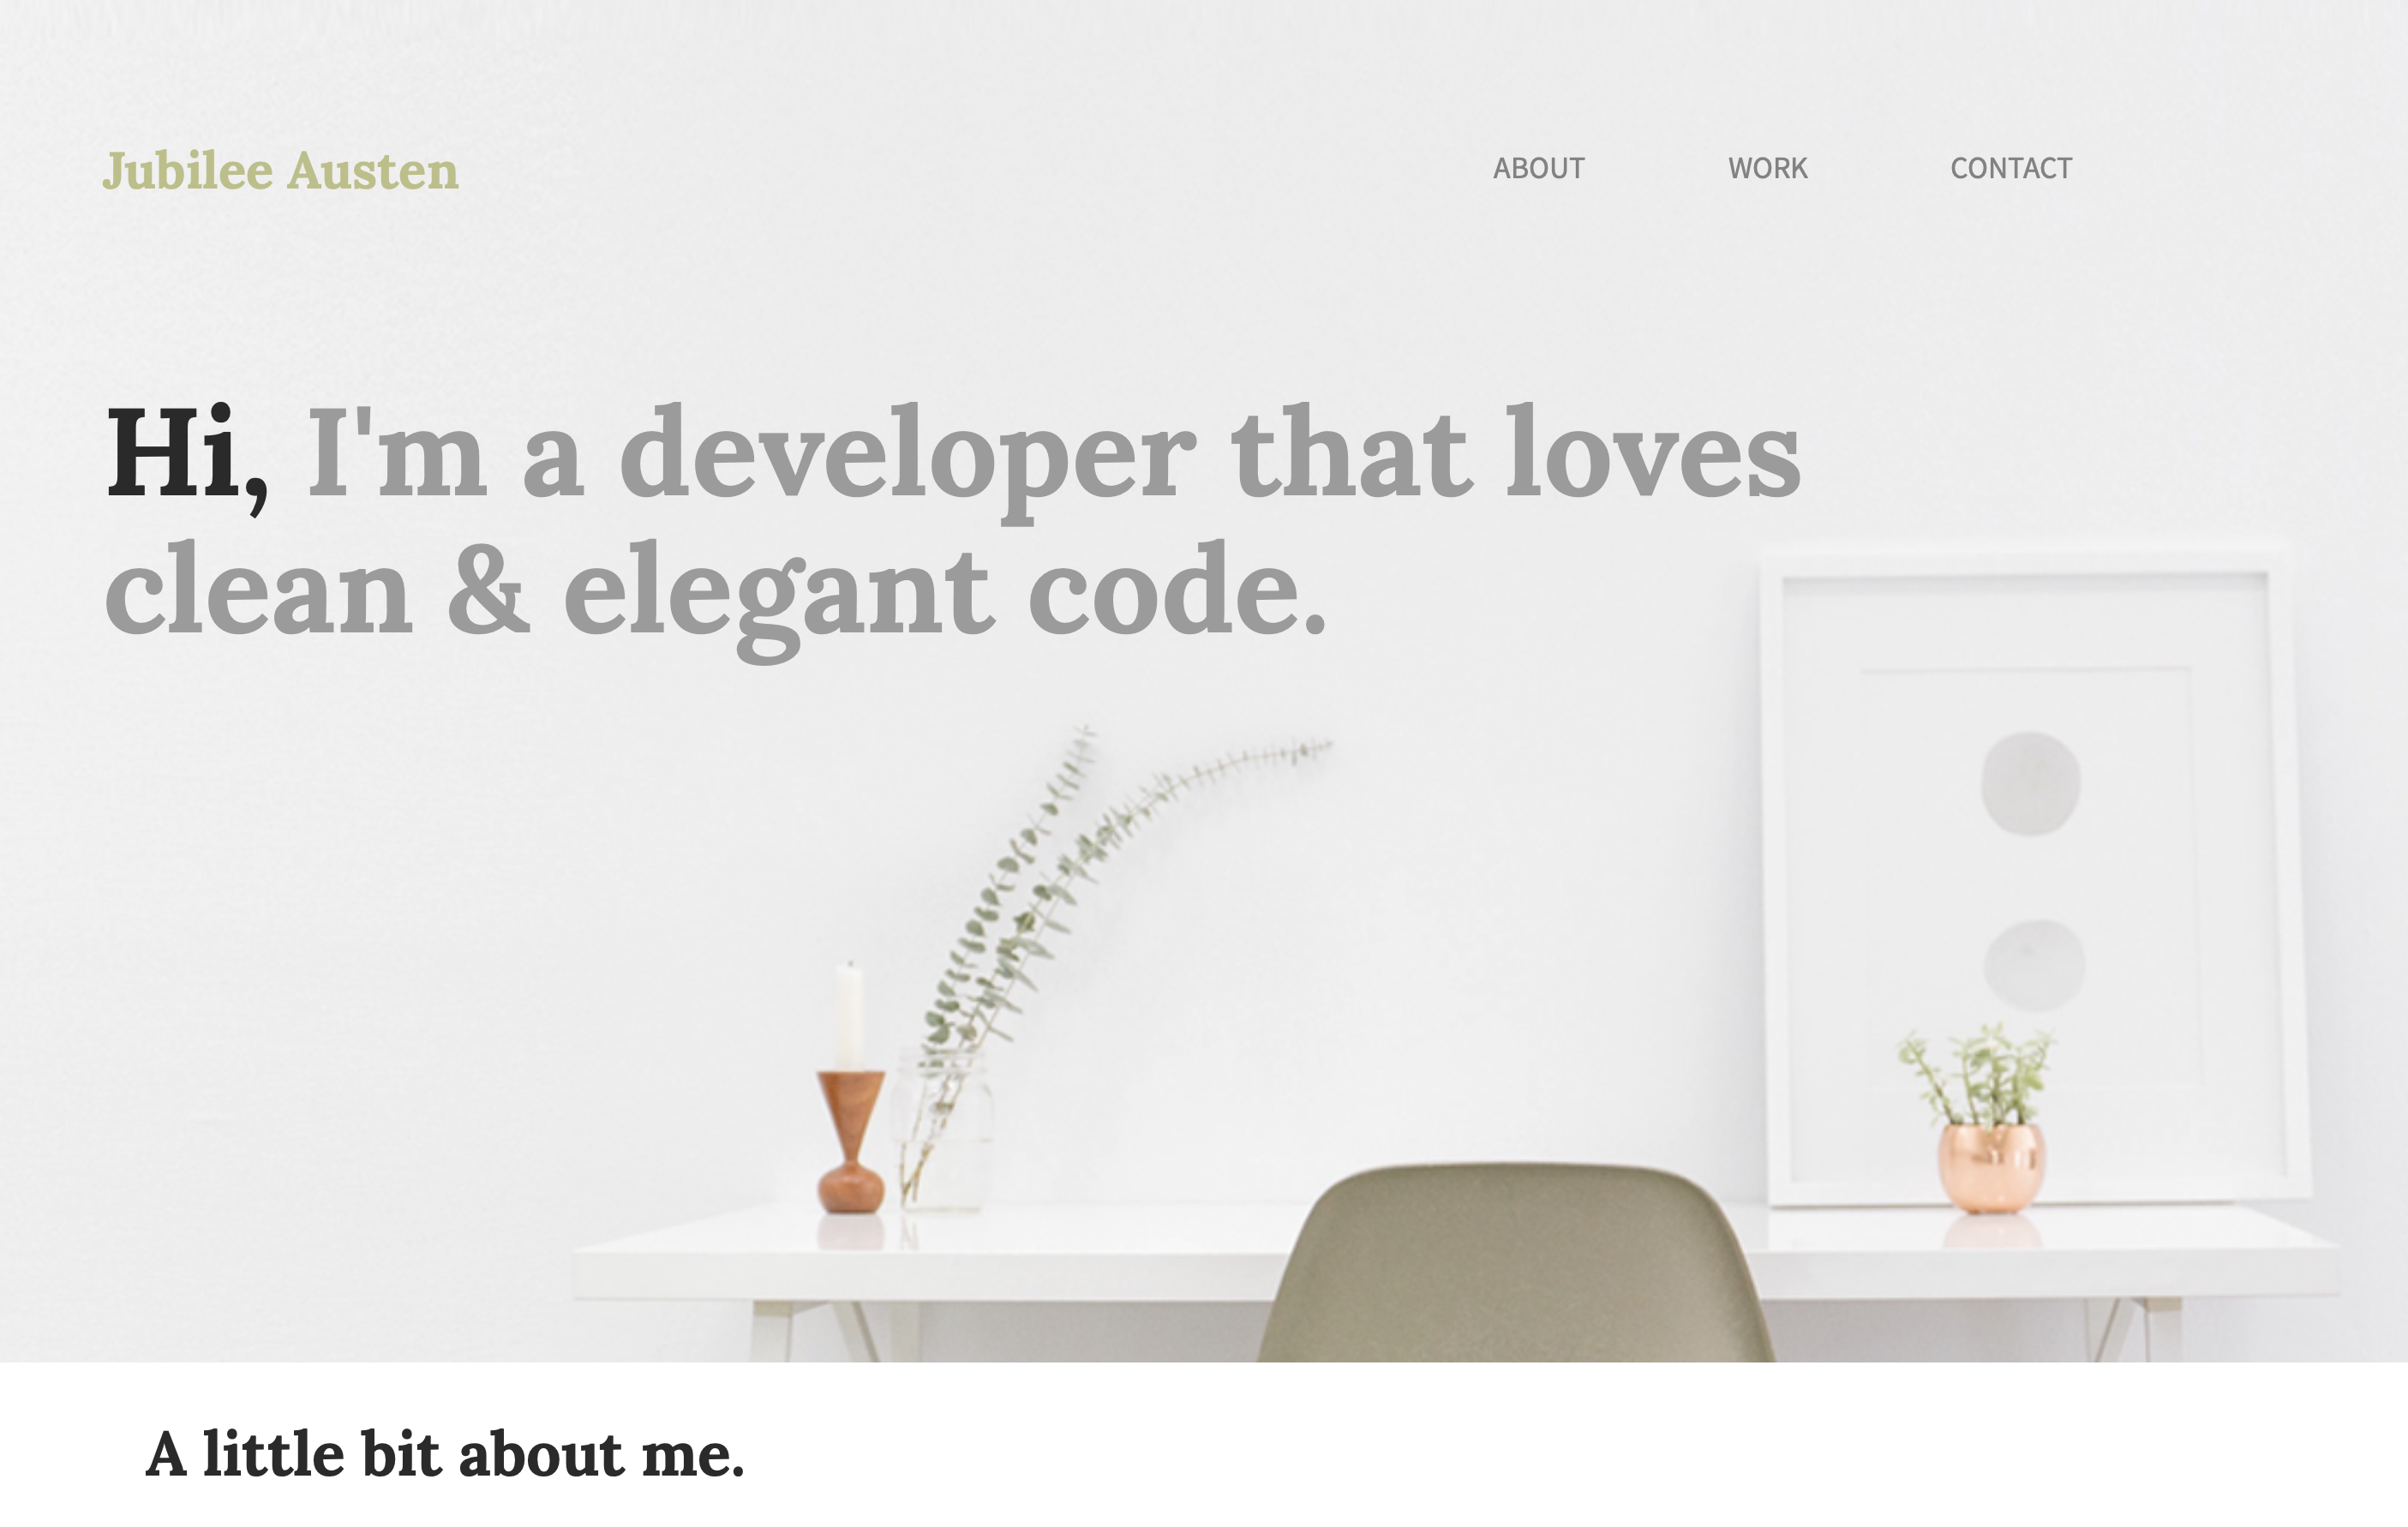 Jubilee Austen
ABOUT WORK CONTACT
Hi, I'm a developer that loves
clean & elegant code.
A little bit about me.